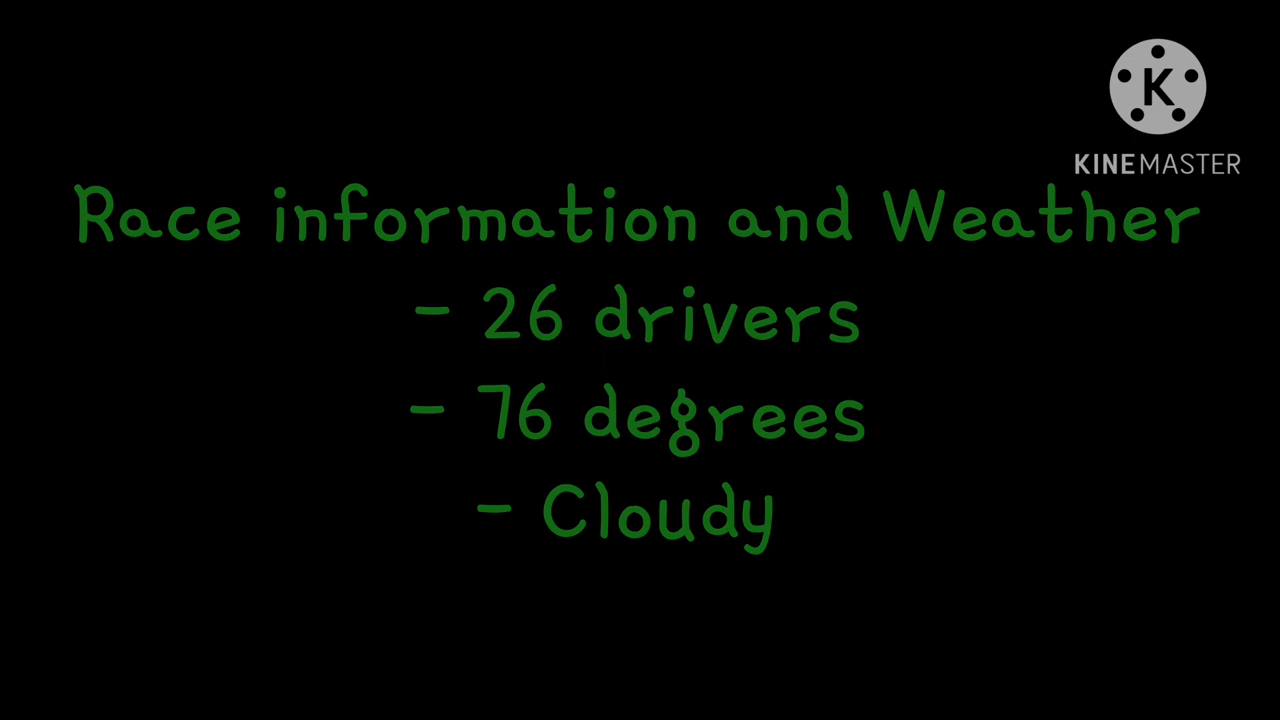 K
KINEMASTER
Race information and Weather
- 26 drivers
- 76 degrees
- Cloudy